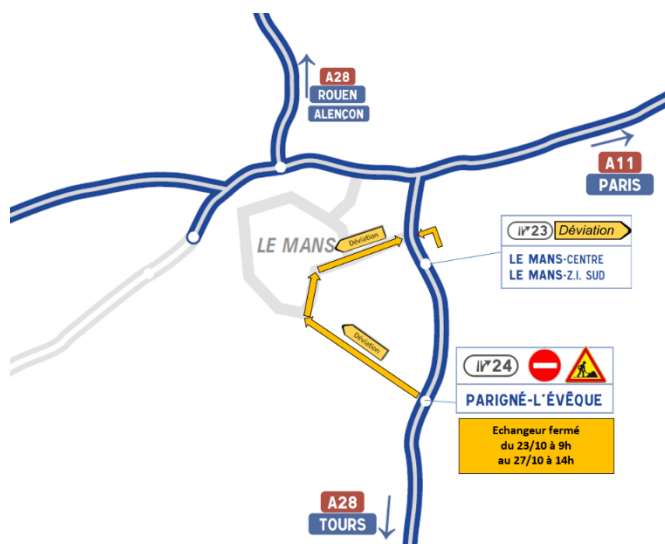 A28
ROUEN
ALENÇON
A11
PARIS
LE MANS
Déviation
23 Déviation
LE MANS-CENTRE
LE MANS-Z.I. SUD
Déviation
24
PARIGNÉ-L'ÉVÊQUE
Echangeur fermé
du 23/10 à 9h
au 27/10 à 14h
A28
TOURS